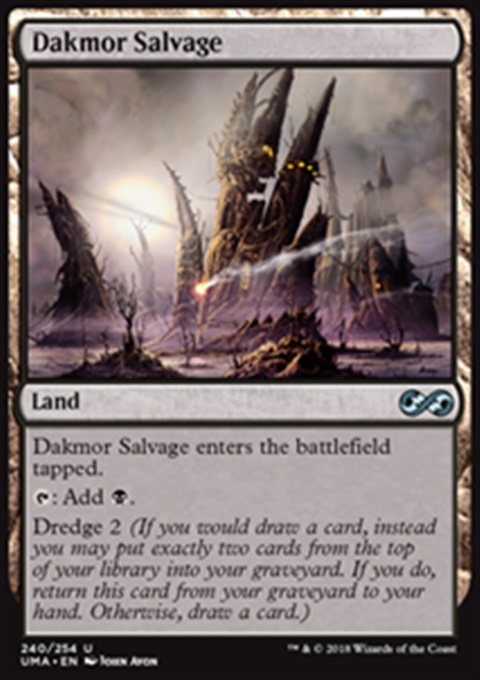 Dakmor Salvage
Land
Dakmor Salvage enters the battlefield
tapped.
: Add .
Dredge 2 (If you would draw a card, instead
you may put exactly two cards from the top
of your library into your graveyard. If you do,
return this card from your graveyard to your
hand. Otherwise, draw a card.)
240/254 U
UMA • EN John Avon
™ & © 2018 Wizards of the Coast